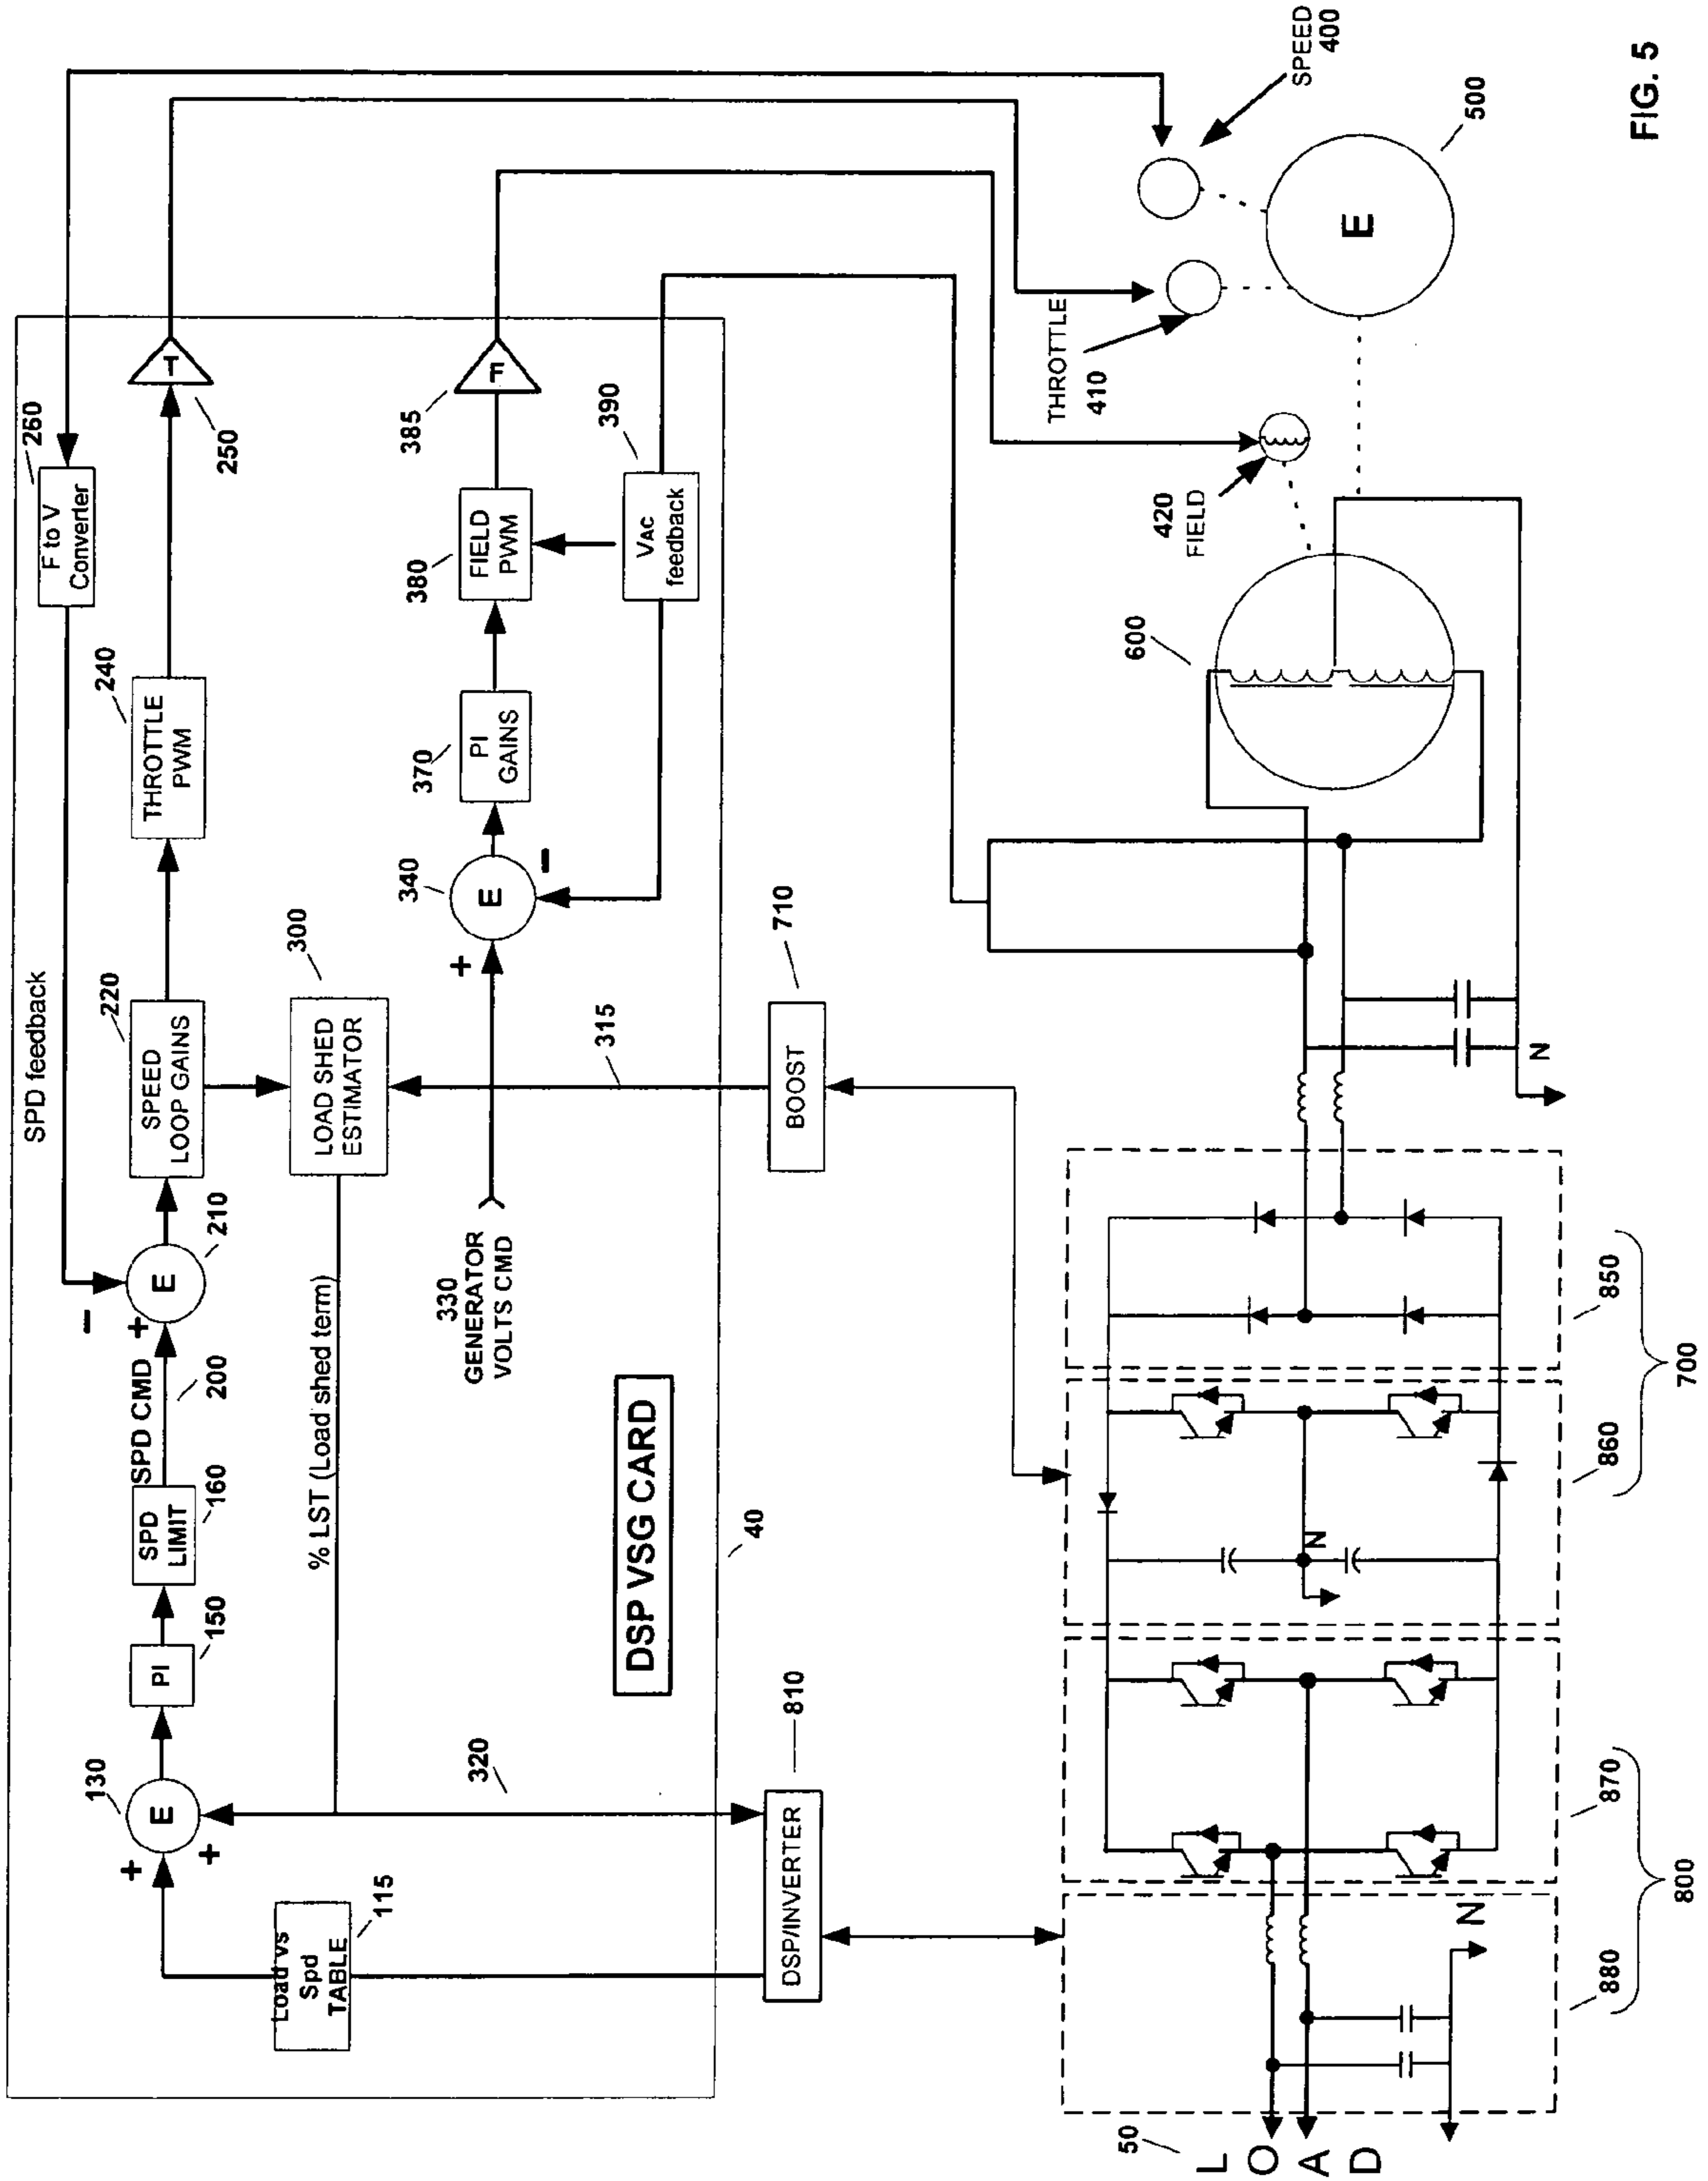 SPD feedback
260
F to V
Converter
130
E
+
+
PI
150
SPD
LIMIT
160
SPD CMD
200
+
–
E
210
220
SPEED
LOOP GAINS
240
THROTTLE
PWM
T
250
Load vs
Spd
TABLE
115
% LST (Load shed term)
300
LOAD SHED
ESTIMATOR
330
GENERATOR
VOLTS CMD
+
–
340
E
370
PI
GAINS
380
FIELD
PWM
385
F
390
VAC
feedback
320
315
DSP VSG CARD
40
DSP/INVERTER
810
BOOST
710
THROTTLE
410
SPEED
400
420
FIELD
600
E
500
50
L
O
A
D
N
N
N
880
870
800
860
850
700
FIG. 5